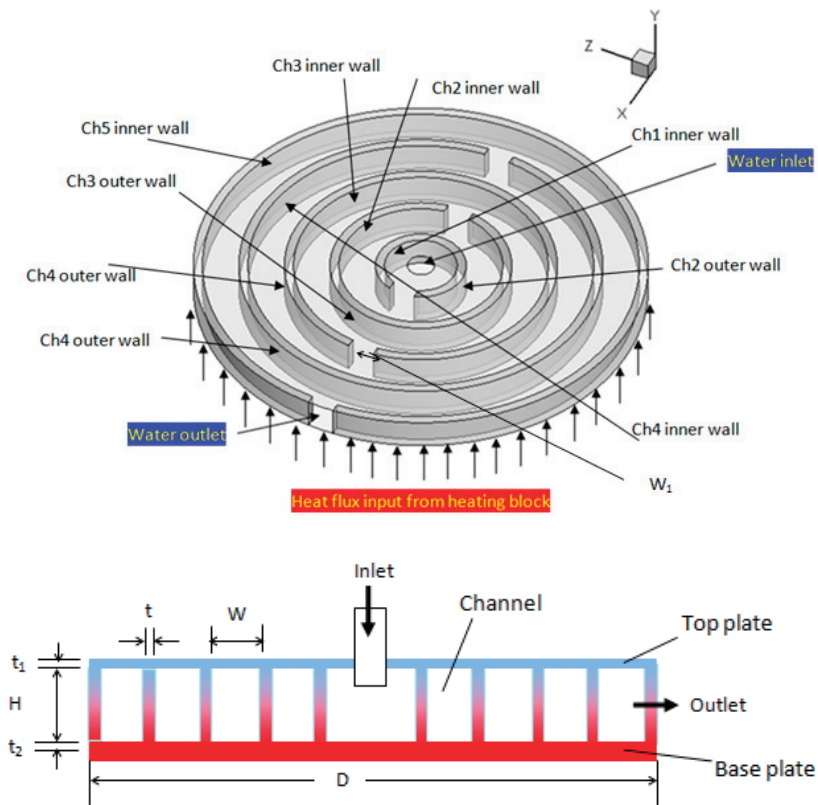 Y
Z
X
Ch3 inner wall
Ch2 inner wall
Ch5 inner wall
Ch1 inner wall
Water inlet
Ch3 outer wall
Ch4 outer wall
Ch2 outer wall
Ch4 outer wall
Water outlet
Ch4 inner wall
W1
Heat flux input from heating block
Inlet
t
W
Channel
Top plate
t1
H
Outlet
t2
Base plate
D